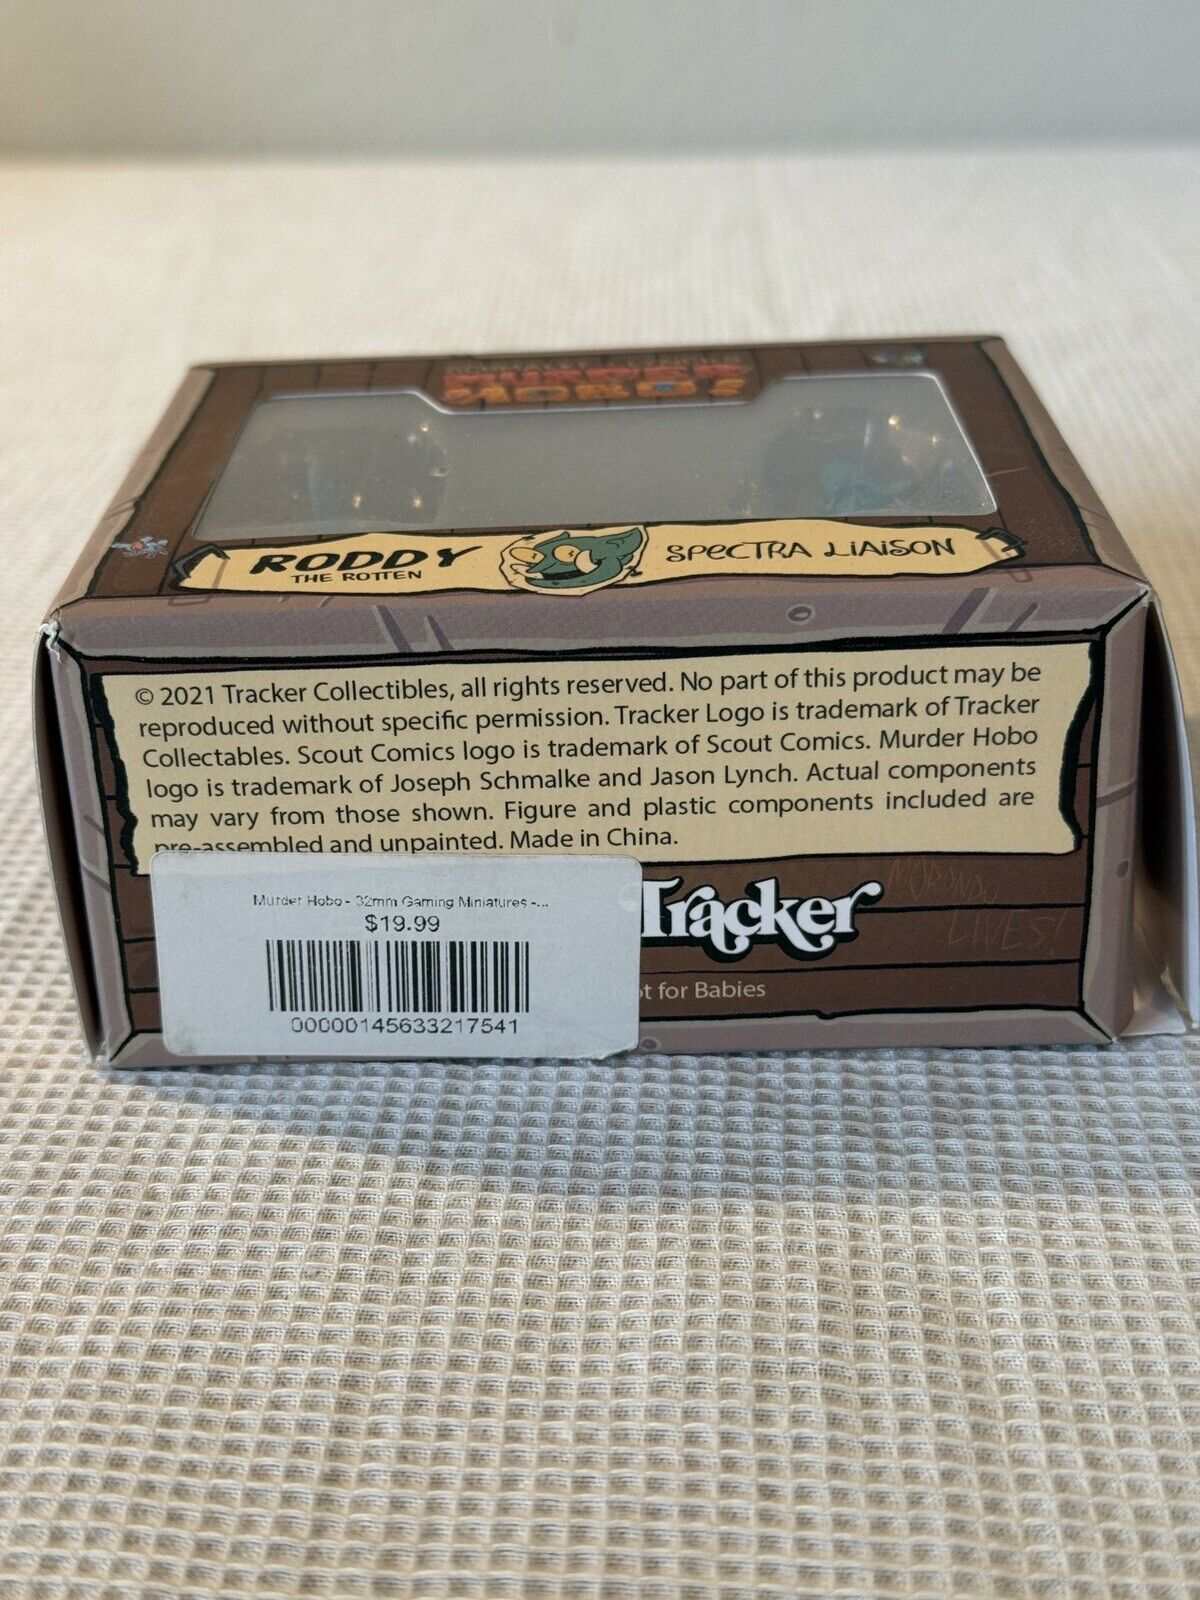 MURDER
HOBOS
RODDY
THE ROTTEN
SPECTRA LIAISON
© 2021 Tracker Collectibles, all rights reserved. No part of this product may be
reproduced without specific permission. Tracker Logo is trademark of Tracker
Collectables. Scout Comics logo is trademark of Scout Comics. Murder Hobo
logo is trademark of Joseph Schmalke and Jason Lynch. Actual components
may vary from those shown. Figure and plastic components included are
pre-assembled and unpainted. Made in China.
Murder Hobo - 32mm Gaming Miniatures -...
$19.99
00000145633217541
Tracker
for Babies
LIVES!